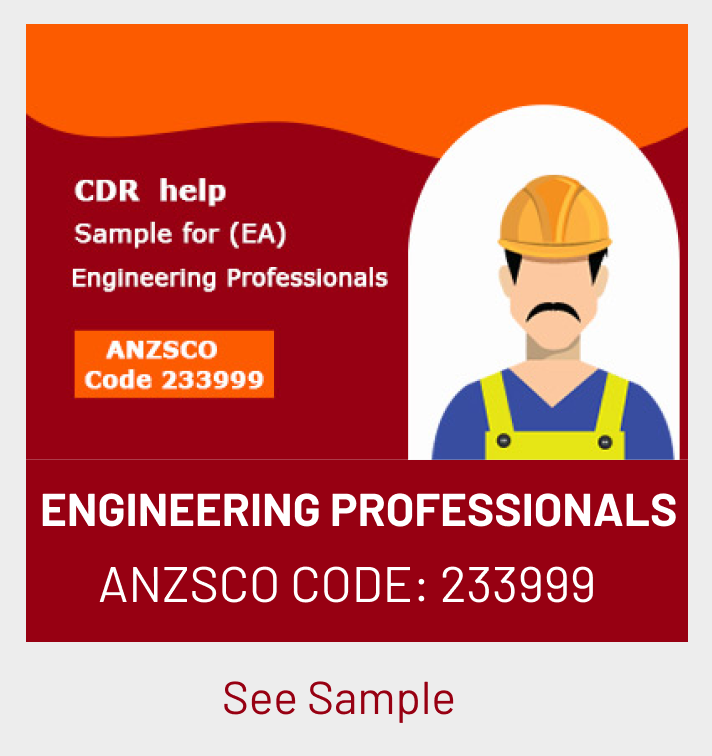 CDR help
Sample for (EA)
Engineering Professionals
ANZSCO
Code 233999
ENGINEERING PROFESSIONALS
ANZSCO CODE: 233999
See Sample